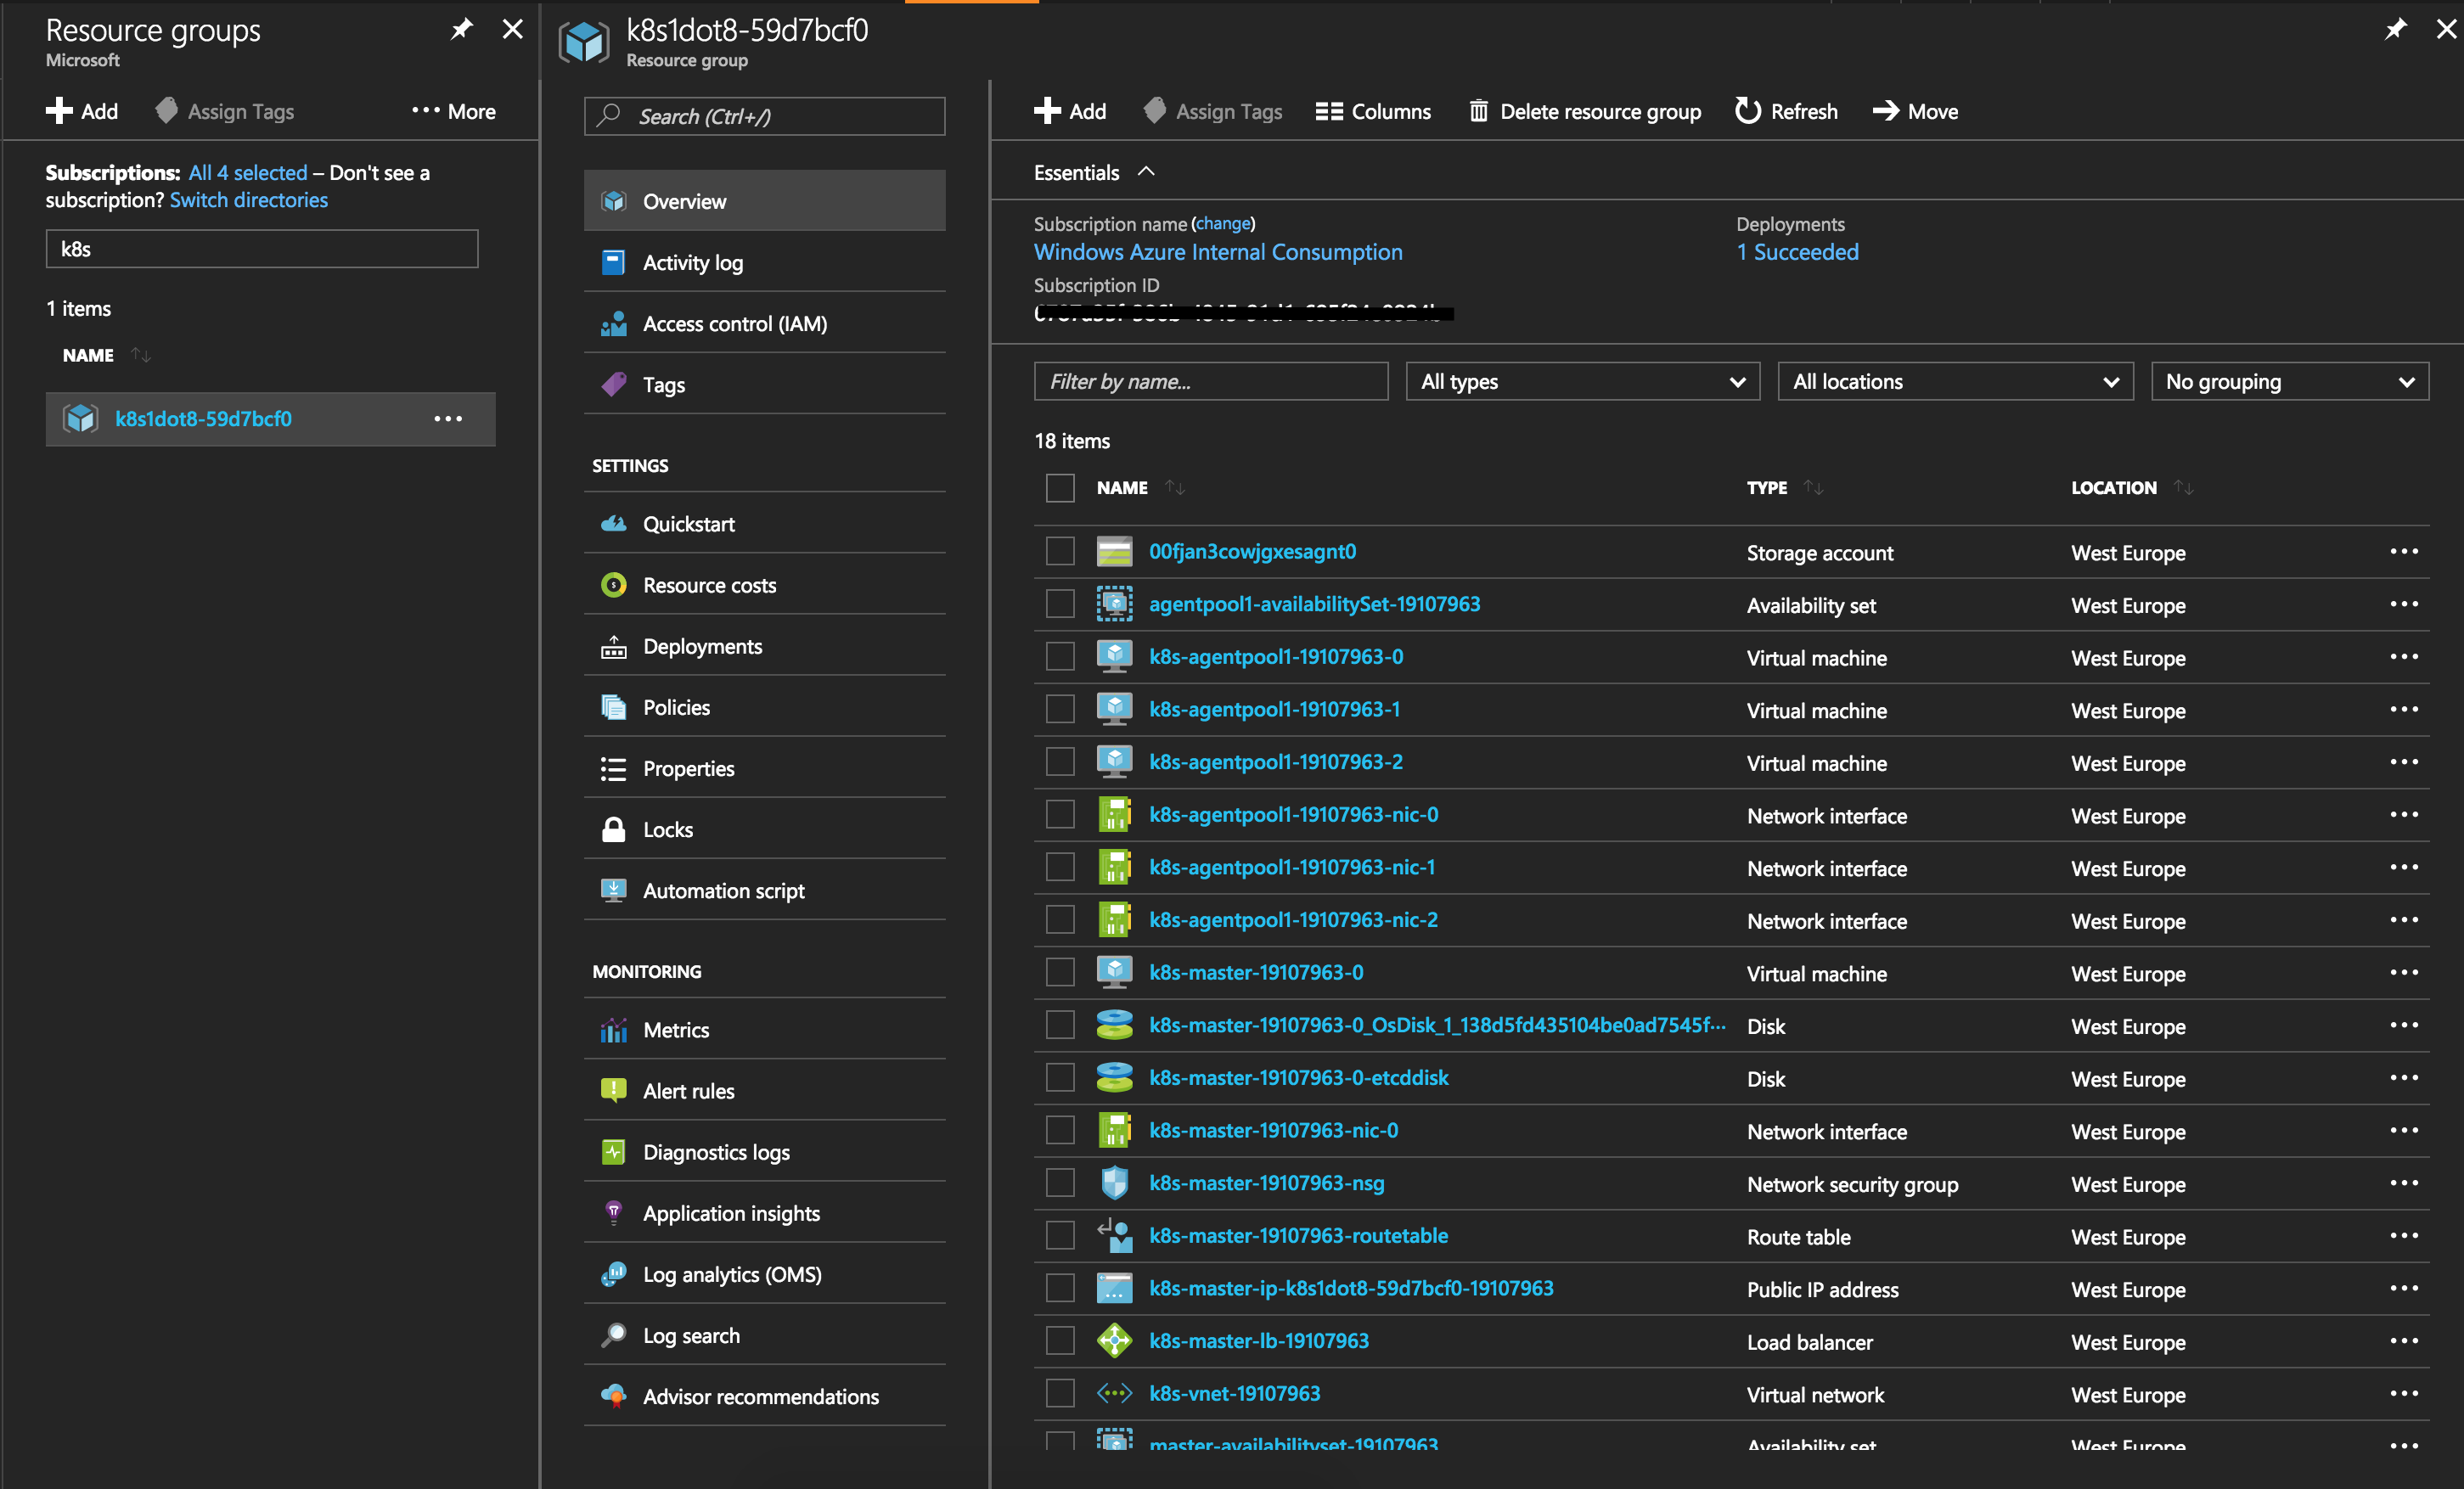 Resource groups
Microsoft
Add
Assign Tags
More
Subscriptions: All 4 selected – Don't see a
subscription? Switch directories
k8s
1 items
NAME
k8s1dot8-59d7bcf0
k8s1dot8-59d7bcf0
Resource group
Search (Ctrl+/)
Overview
Activity log
Access control (IAM)
Tags
SETTINGS
Quickstart
Resource costs
Deployments
Policies
Properties
Locks
Automation script
MONITORING
Metrics
Alert rules
Diagnostics logs
Application insights
Log analytics (OMS)
Log search
Advisor recommendations
Add
Assign Tags
Columns
Delete resource group
Refresh
Move
Essentials
Subscription name (change)
Windows Azure Internal Consumption
Deployments
1 Succeeded
Subscription ID
Filter by name...
All types
All locations
No grouping
18 items
NAME TYPE LOCATION
00fjan3cowjgxesagnt0 Storage account West Europe
agentpool1-availabilitySet-19107963 Availability set West Europe
k8s-agentpool1-19107963-0 Virtual machine West Europe
k8s-agentpool1-19107963-1 Virtual machine West Europe
k8s-agentpool1-19107963-2 Virtual machine West Europe
k8s-agentpool1-19107963-nic-0 Network interface West Europe
k8s-agentpool1-19107963-nic-1 Network interface West Europe
k8s-agentpool1-19107963-nic-2 Network interface West Europe
k8s-master-19107963-0 Virtual machine West Europe
k8s-master-19107963-0_OsDisk_1_138d5fd435104be0ad7545f... Disk West Europe
k8s-master-19107963-0-etcddisk Disk West Europe
k8s-master-19107963-nic-0 Network interface West Europe
k8s-master-19107963-nsg Network security group West Europe
k8s-master-19107963-routetable Route table West Europe
k8s-master-ip-k8s1dot8-59d7bcf0-19107963 Public IP address West Europe
k8s-master-lb-19107963 Load balancer West Europe
k8s-vnet-19107963 Virtual network West Europe
master-availabilityset-19107963 Availability set West Europe